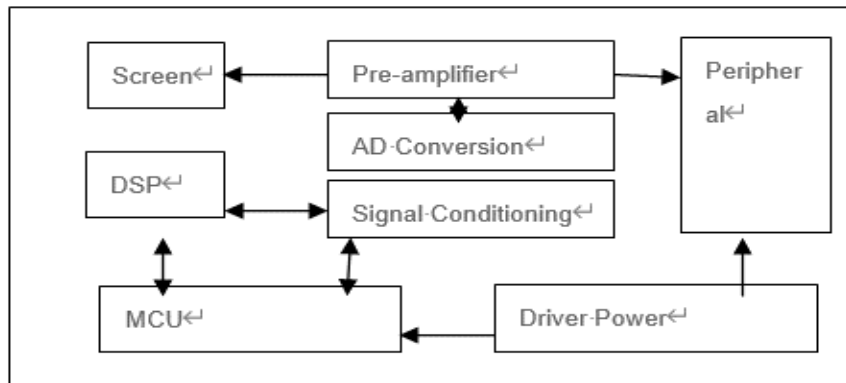 Screen↵
Pre-amplifier↵
Peripher
al↵
AD·Conversion↵
DSP↵
Signal·Conditioning↵
MCU↵
Driver·Power↵